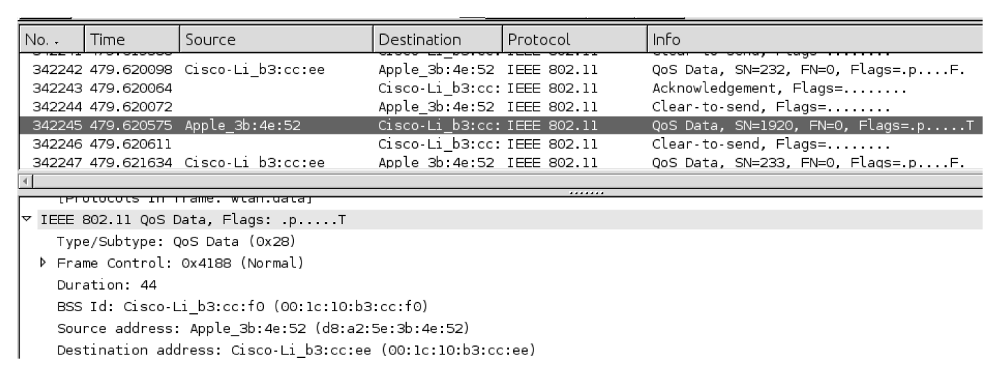 No. Time Source Destination Protocol Info
342242 479.620098 Cisco-Li_b3:cc:ee Apple_3b:4e:52 IEEE 802.11 QoS Data, SN=232, FN=0, Flags=.p....F.
342243 479.620064 Cisco-Li_b3:cc: IEEE 802.11 Acknowledgement, Flags=........
342244 479.620072 Apple_3b:4e:52 IEEE 802.11 Clear-to-send, Flags=........
342245 479.620575 Apple_3b:4e:52 Cisco-Li_b3:cc: IEEE 802.11 QoS Data, SN=1920, FN=0, Flags=.p.....T
342246 479.620611 Cisco-Li_b3:cc: IEEE 802.11 Clear-to-send, Flags=........
342247 479.621634 Cisco-Li_b3:cc:ee Apple_3b:4e:52 IEEE 802.11 QoS Data, SN=233, FN=0, Flags=.p....F.
[Protocols in frame: wlan:data]
IEEE 802.11 QoS Data, Flags: .p.....T
Type/Subtype: QoS Data (0x28)
Frame Control: 0x4188 (Normal)
Duration: 44
BSS Id: Cisco-Li_b3:cc:f0 (00:1c:10:b3:cc:f0)
Source address: Apple_3b:4e:52 (d8:a2:5e:3b:4e:52)
Destination address: Cisco-Li_b3:cc:ee (00:1c:10:b3:cc:ee)